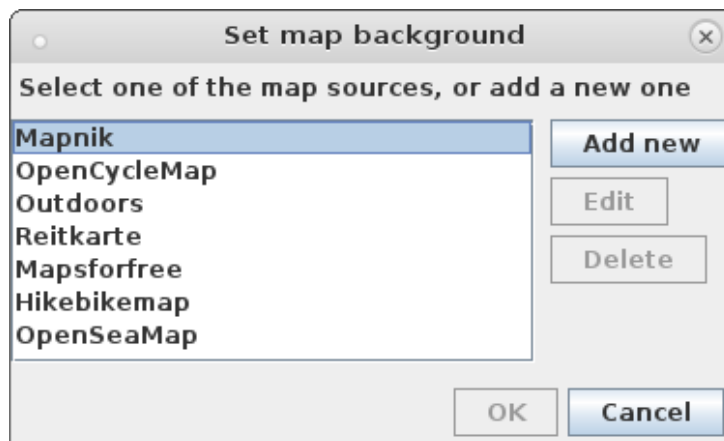 Set map background
Select one of the map sources, or add a new one
Mapnik
OpenCycleMap
Outdoors
Reitkarte
Mapsforfree
Hikebikemap
OpenSeaMap
Add new
Edit
Delete
OK
Cancel